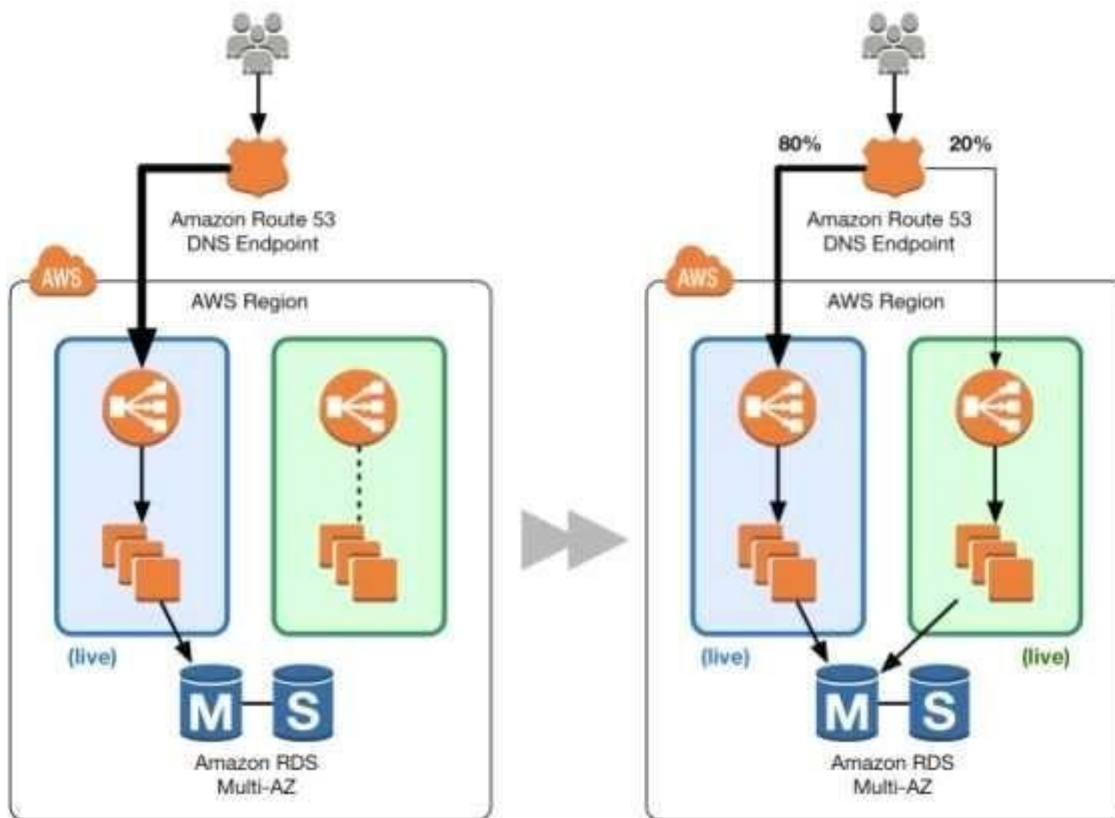 Amazon Route 53
DNS Endpoint
AWS
AWS Region
(live)
M
S
Amazon RDS
Multi-AZ
80%
20%
Amazon Route 53
DNS Endpoint
AWS
AWS Region
(live)
(live)
M
S
Amazon RDS
Multi-AZ